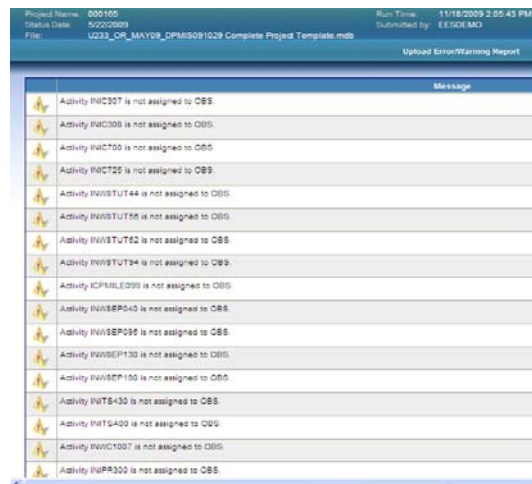 Project Name: 000105 Run Time: 11/18/2009 2:05:43 PM
Status Date: 5/22/2009 Submitted by: EESDEMO
File: U233_OR_MAY09_DPMIS091029 Complete Project Template.mdb
Upload Error/Warning Report
Message
Activity INIC307 is not assigned to OBS.
Activity INIC308 is not assigned to OBS.
Activity INIC700 is not assigned to OBS.
Activity INIC725 is not assigned to OBS.
Activity INWSTUT44 is not assigned to OBS.
Activity INWSTUT56 is not assigned to OBS.
Activity INWSTUT62 is not assigned to OBS.
Activity INWSTUT94 is not assigned to OBS.
Activity ICPMILE099 is not assigned to OBS.
Activity INWSEP040 is not assigned to OBS.
Activity INWSEP096 is not assigned to OBS.
Activity INWSEP130 is not assigned to OBS.
Activity INWSEP150 is not assigned to OBS.
Activity INITS430 is not assigned to OBS.
Activity INITSA00 is not assigned to OBS.
Activity INWC1007 is not assigned to OBS.
Activity INIPR300 is not assigned to OBS.